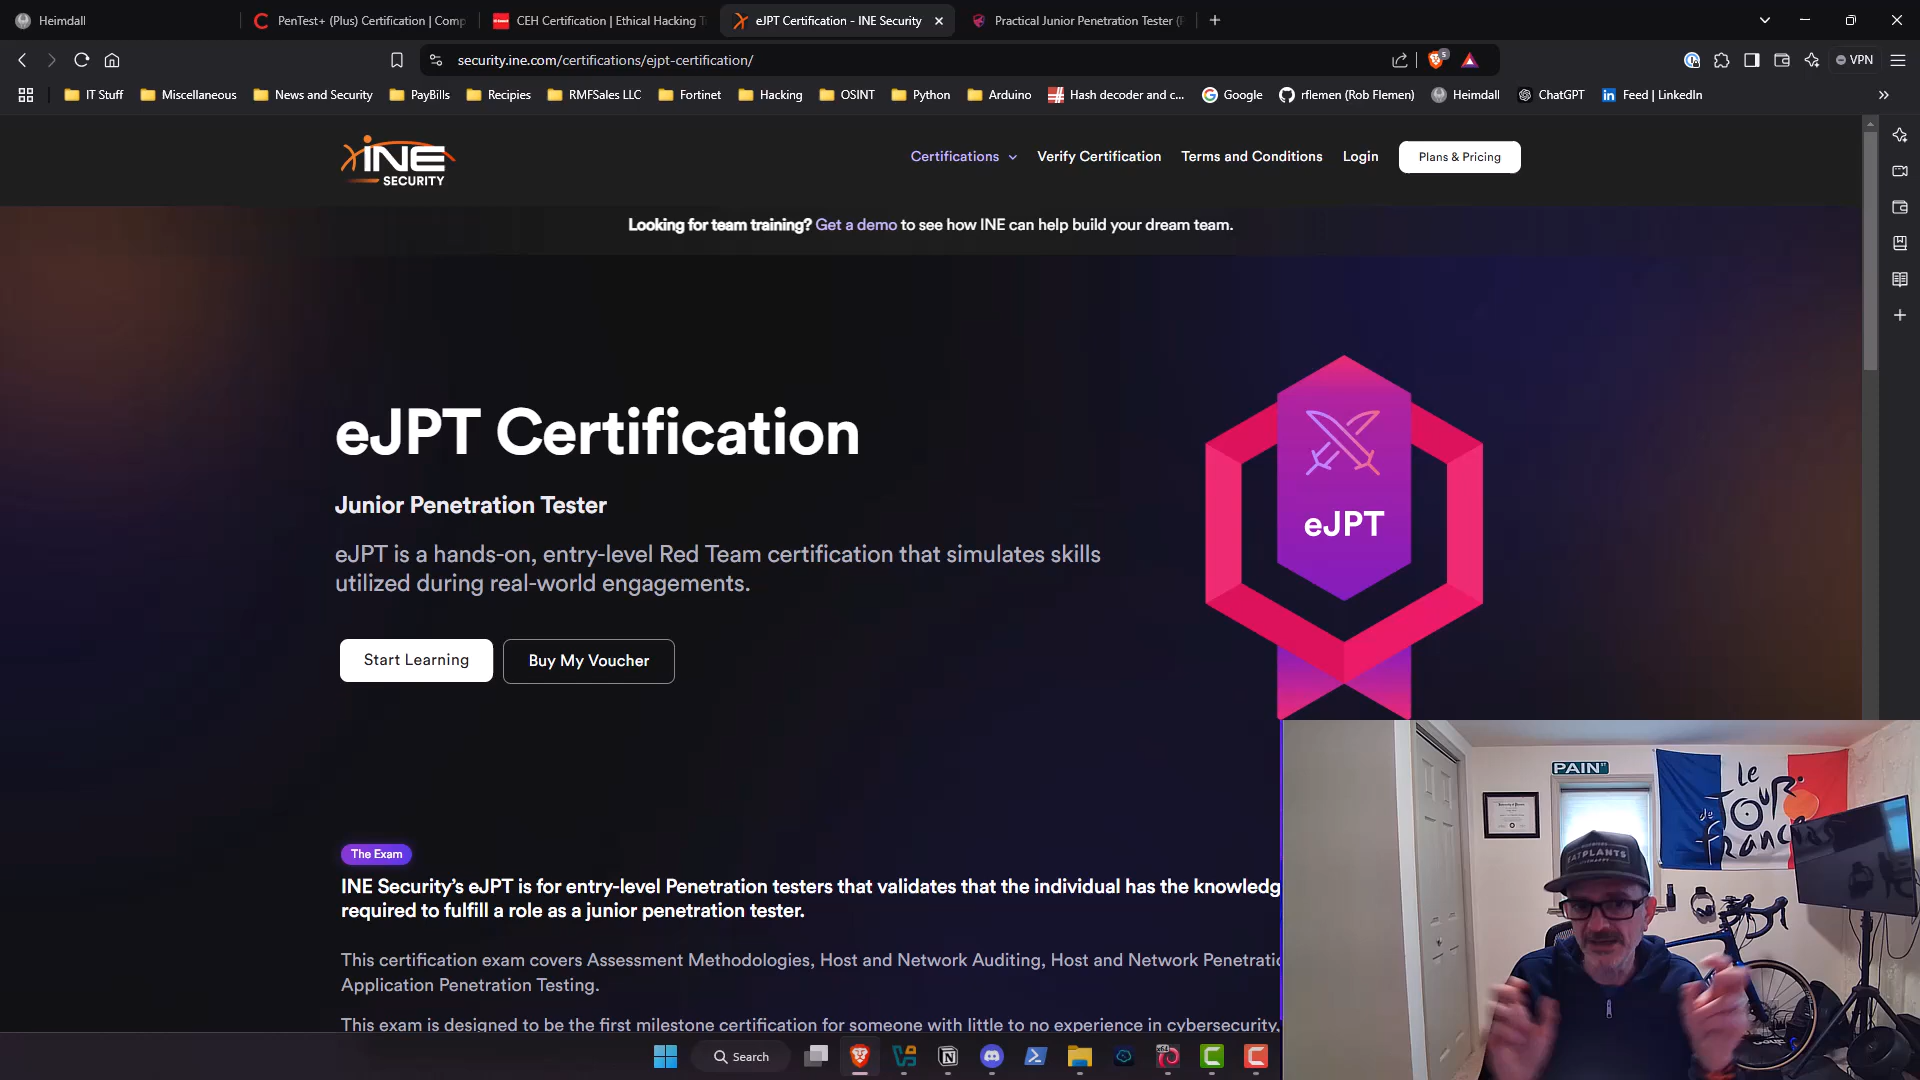 Heimdall
PenTest+ (Plus) Certification | Comp
CEH Certification | Ethical Hacking T
eJPT Certification - INE Security
Practical Junior Penetration Tester (P
security.ine.com/certifications/ejpt-certification/
5
VPN
IT Stuff
Miscellaneous
News and Security
PayBills
Recipies
RMFSales LLC
Fortinet
Hacking
OSINT
Python
Arduino
Hash decoder and c...
Google
rflemen (Rob Flemen)
Heimdall
ChatGPT
Feed | LinkedIn
INE
SECURITY
Certifications
Verify Certification
Terms and Conditions
Login
Plans & Pricing
Looking for team training? Get a demo to see how INE can help build your dream team.
eJPT Certification
Junior Penetration Tester
eJPT is a hands-on, entry-level Red Team certification that simulates skills
utilized during real-world engagements.
Start Learning
Buy My Voucher
eJPT
The Exam
INE Security's eJPT is for entry-level Penetration testers that validates that the individual has the knowledg
required to fulfill a role as a junior penetration tester.
This certification exam covers Assessment Methodologies, Host and Network Auditing, Host and Network Penetratio
Application Penetration Testing.
This exam is designed to be the first milestone certification for someone with little to no experience in cybersecurity,
PAIN ST
Le
Tour
de
France
EATPLANTS
Search